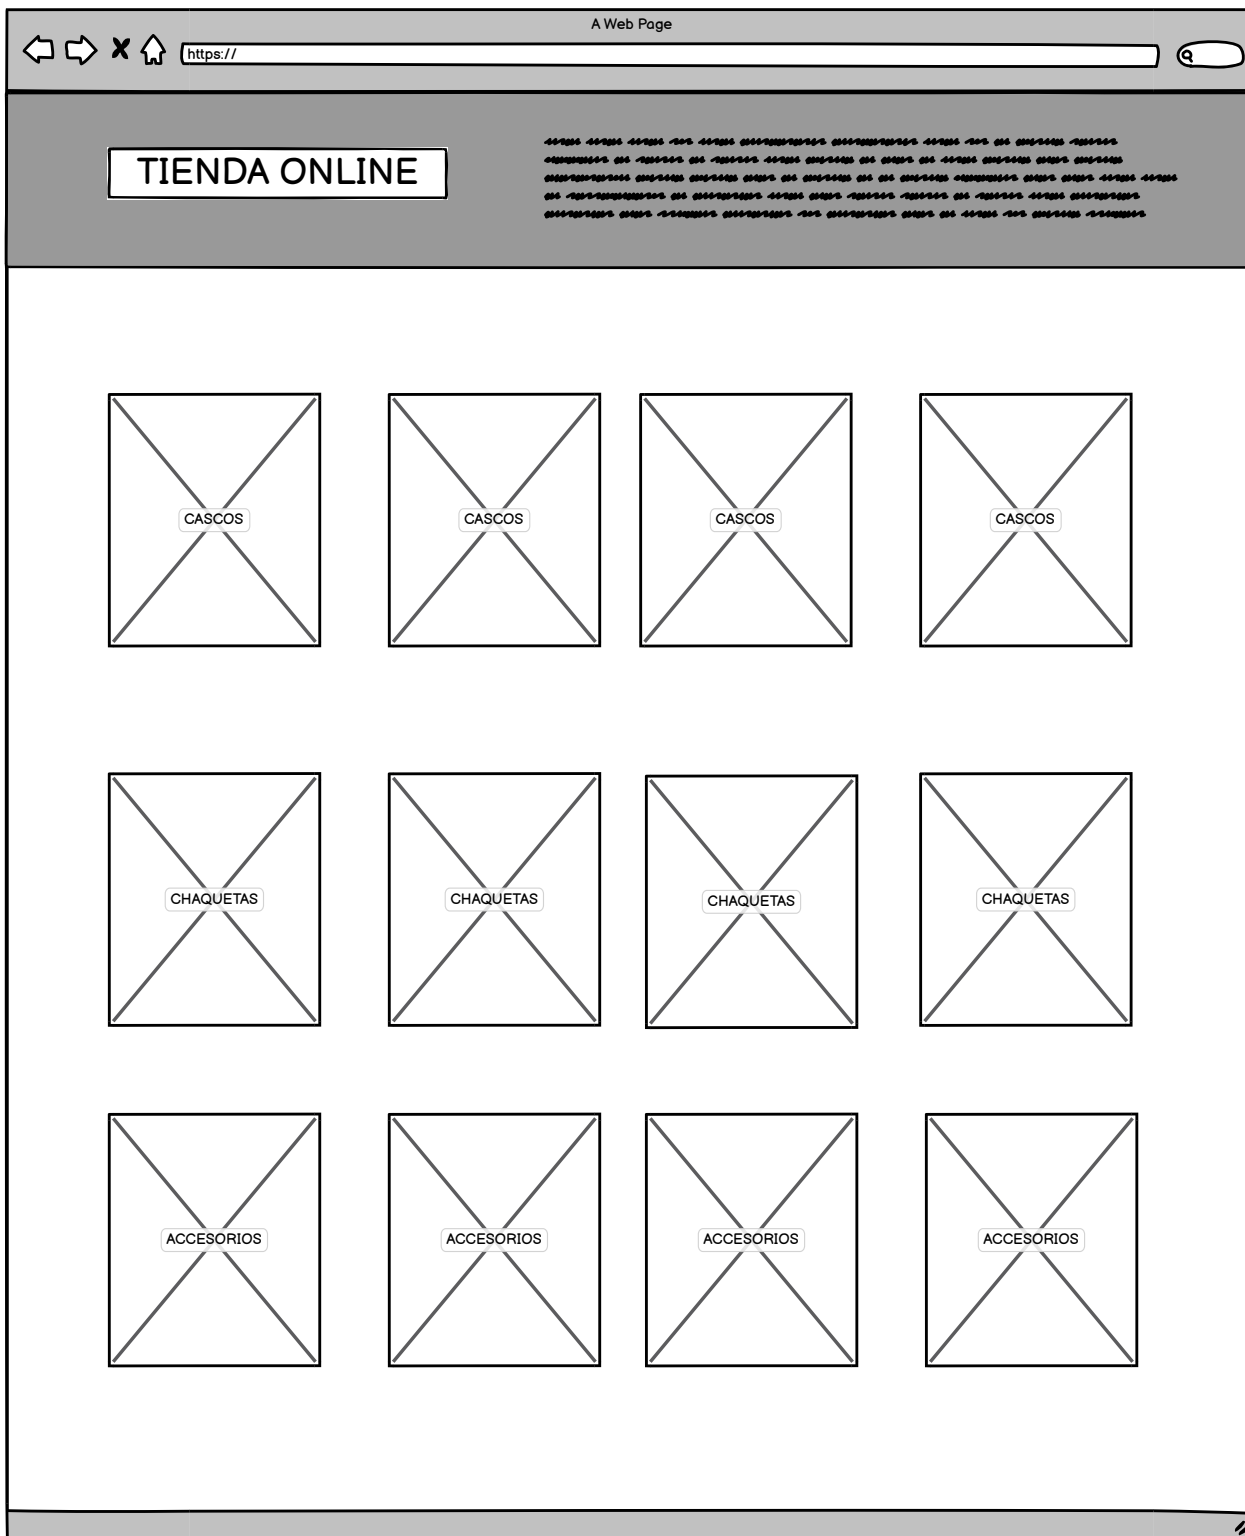 A Web Page
https://
TIENDA ONLINE
CASCOS CASCOS CASCOS CASCOS
CHAQUETAS CHAQUETAS CHAQUETAS CHAQUETAS
ACCESORIOS ACCESORIOS ACCESORIOS ACCESORIOS